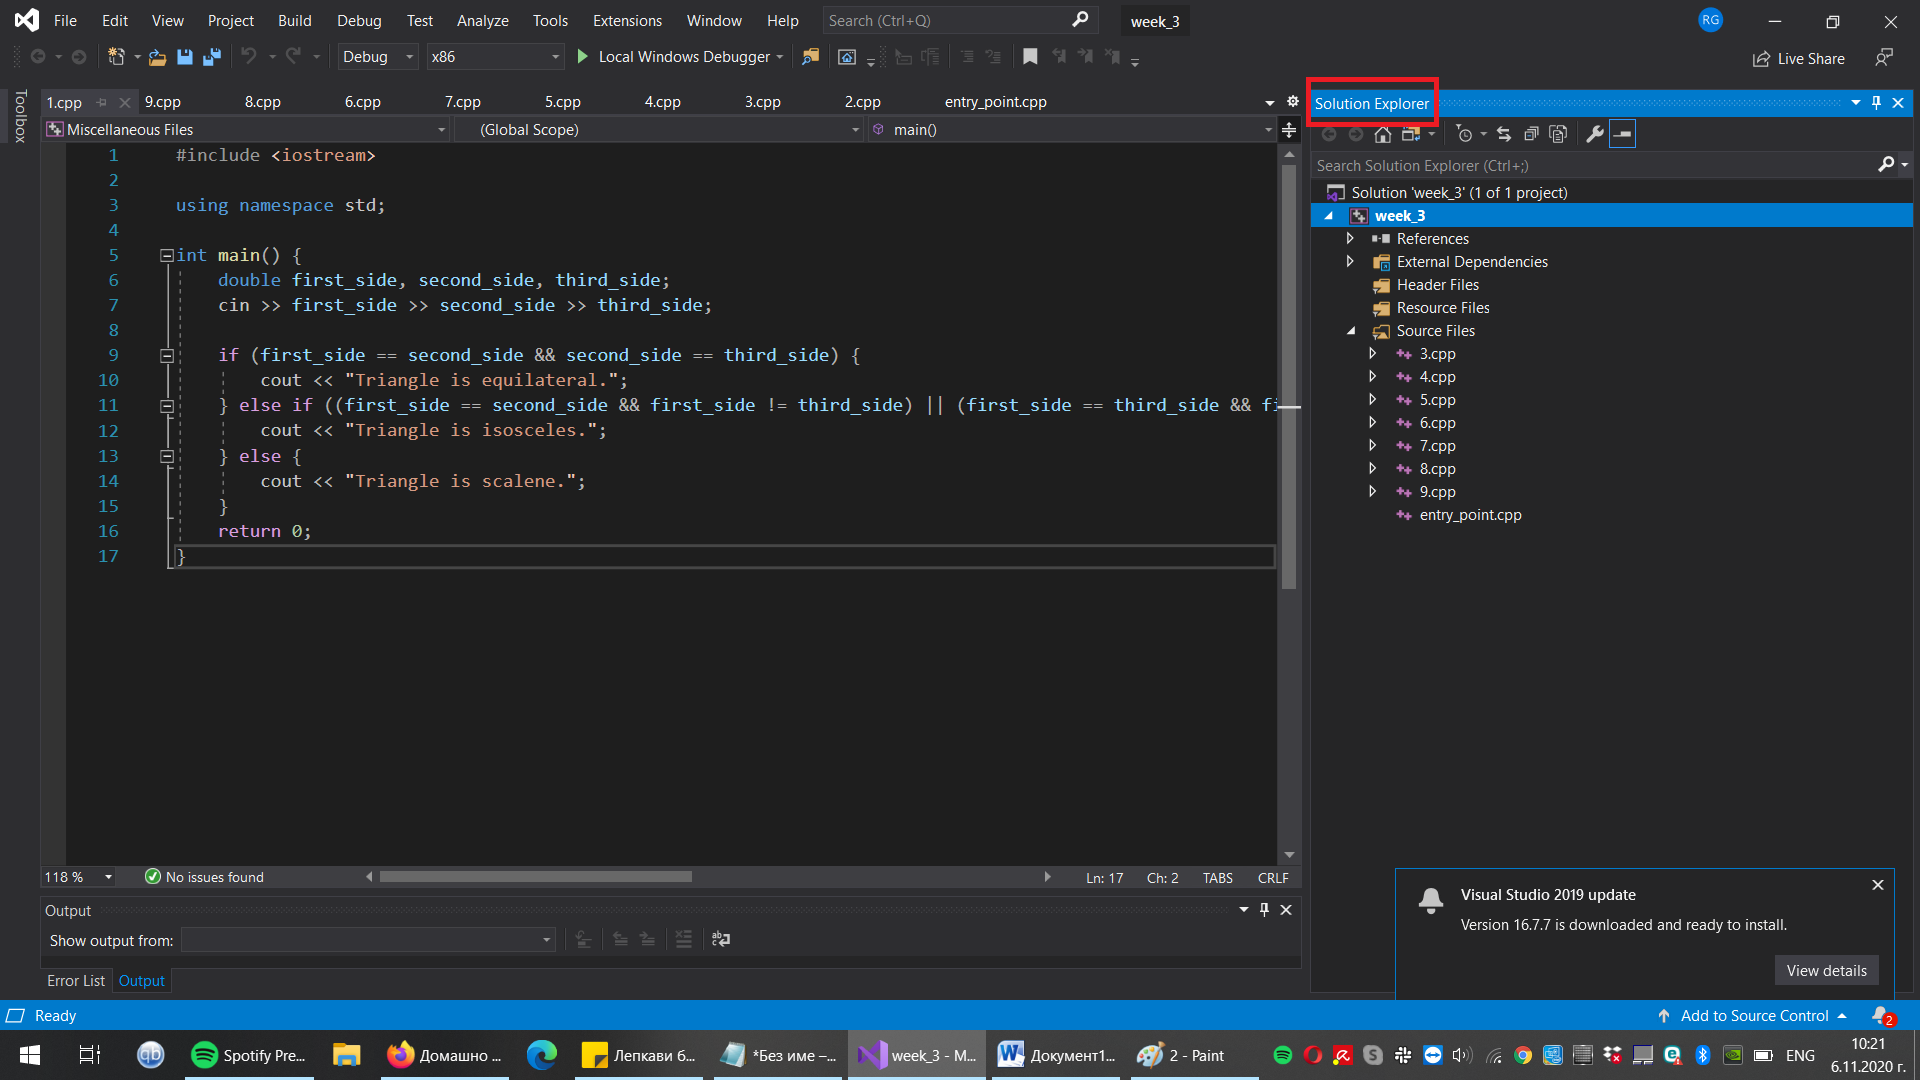 File Edit View Project Build Debug Test Analyze Tools Extensions Window Help Search (Ctrl+Q) week_3 RG
Debug x86 Local Windows Debugger Live Share
Toolbox
1.cpp 9.cpp 8.cpp 6.cpp 7.cpp 5.cpp 4.cpp 3.cpp 2.cpp entry_point.cpp
Miscellaneous Files (Global Scope) main()
1 #include <iostream>
2
3 using namespace std;
4
5 int main() {
6 double first_side, second_side, third_side;
7 cin >> first_side >> second_side >> third_side;
8
9 if (first_side == second_side && second_side == third_side) {
10 cout << "Triangle is equilateral.";
11 } else if ((first_side == second_side && first_side != third_side) || (first_side == third_side && fi
12 cout << "Triangle is isosceles.";
13 } else {
14 cout << "Triangle is scalene.";
15 }
16 return 0;
17 }
118 % No issues found Ln: 17 Ch: 2 TABS CRLF
Output
Show output from:
Error List Output
Solution Explorer
Search Solution Explorer (Ctrl+;)
Solution 'week_3' (1 of 1 project)
week_3
References
External Dependencies
Header Files
Resource Files
Source Files
3.cpp
4.cpp
5.cpp
6.cpp
7.cpp
8.cpp
9.cpp
entry_point.cpp
Visual Studio 2019 update
Version 16.7.7 is downloaded and ready to install.
View details
Ready Add to Source Control 2
qb Spotify Pre... Домашно ... Лепкави б... *Без име –... week_3 - M... Документ1... 2 - Paint ENG 10:21
6.11.2020 г.